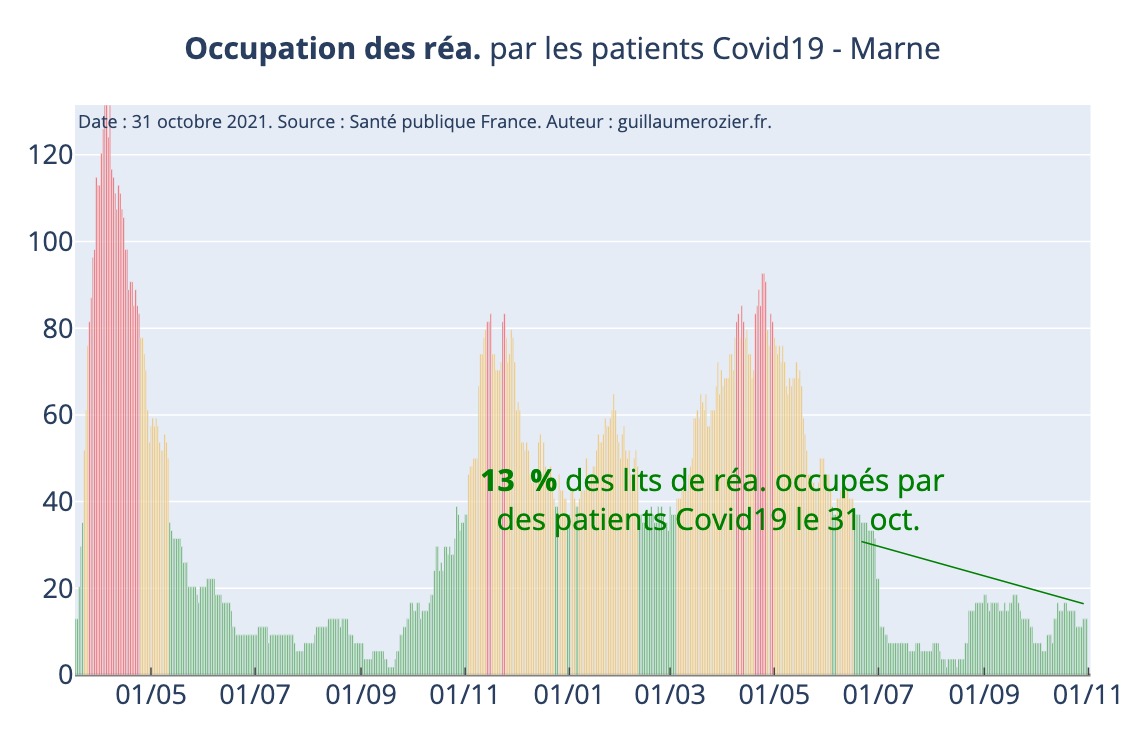 Occupation des réa. par les patients Covid19 - Marne
Date : 31 octobre 2021. Source : Santé publique France. Auteur : guillaumerozier.fr.
120
100
80
60
40
20
0
13 % des lits de réa. occupés par
des patients Covid19 le 31 oct.
01/05 01/07 01/09 01/11 01/01 01/03 01/05 01/07 01/09 01/11